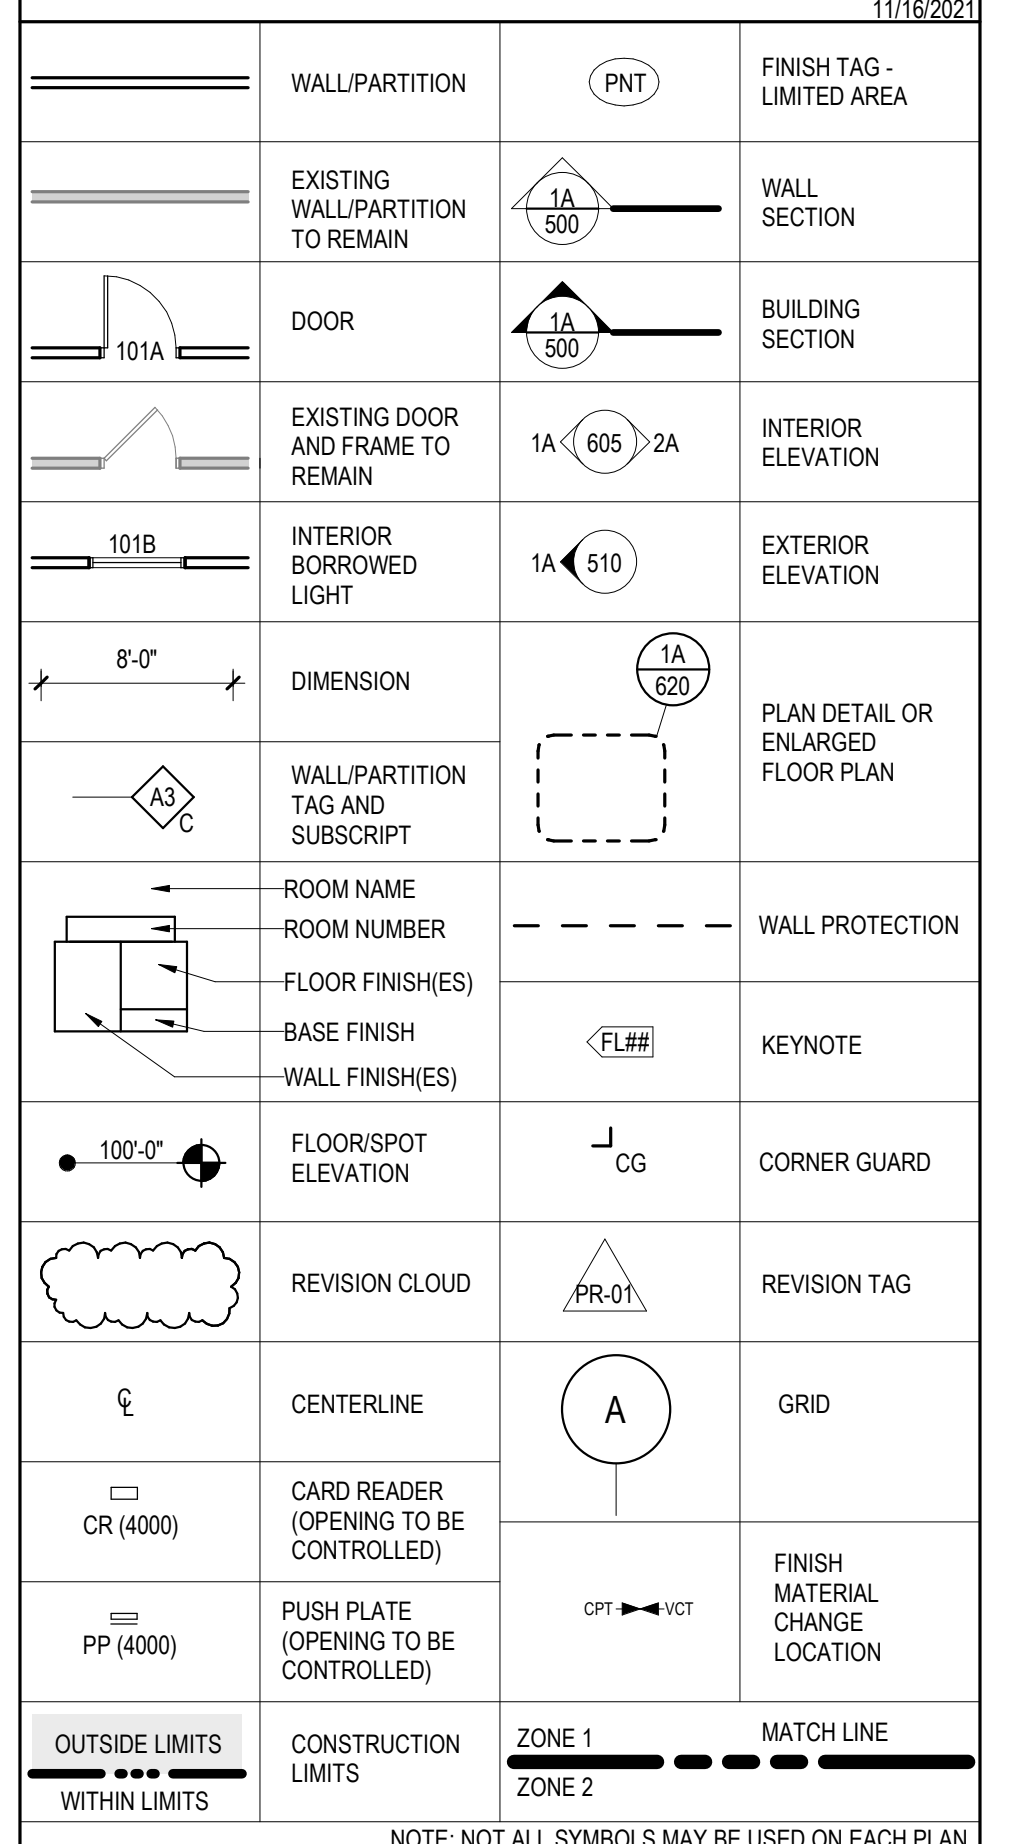 11/16/2021
WALL/PARTITION
PNT
FINISH TAG -
LIMITED AREA
EXISTING
WALL/PARTITION
TO REMAIN
1A
500
WALL
SECTION
101A
DOOR
1A
500
BUILDING
SECTION
EXISTING DOOR
AND FRAME TO
REMAIN
1A 605 2A
INTERIOR
ELEVATION
101B
INTERIOR
BORROWED
LIGHT
1A 510
EXTERIOR
ELEVATION
8'-0"
DIMENSION
1A
620
PLAN DETAIL OR
ENLARGED
FLOOR PLAN
A3
C
WALL/PARTITION
TAG AND
SUBSCRIPT
ROOM NAME
ROOM NUMBER
FLOOR FINISH(ES)
BASE FINISH
WALL FINISH(ES)
WALL PROTECTION
FL##
KEYNOTE
100'-0"
FLOOR/SPOT
ELEVATION
CG
CORNER GUARD
REVISION CLOUD
PR-01
REVISION TAG
℄
CENTERLINE
A
GRID
CR (4000)
CARD READER
(OPENING TO BE
CONTROLLED)
PP (4000)
PUSH PLATE
(OPENING TO BE
CONTROLLED)
CPT VCT
FINISH
MATERIAL
CHANGE
LOCATION
OUTSIDE LIMITS
WITHIN LIMITS
CONSTRUCTION
LIMITS
ZONE 1
MATCH LINE
ZONE 2
NOTE: NOT ALL SYMBOLS MAY BE USED ON EACH PLAN